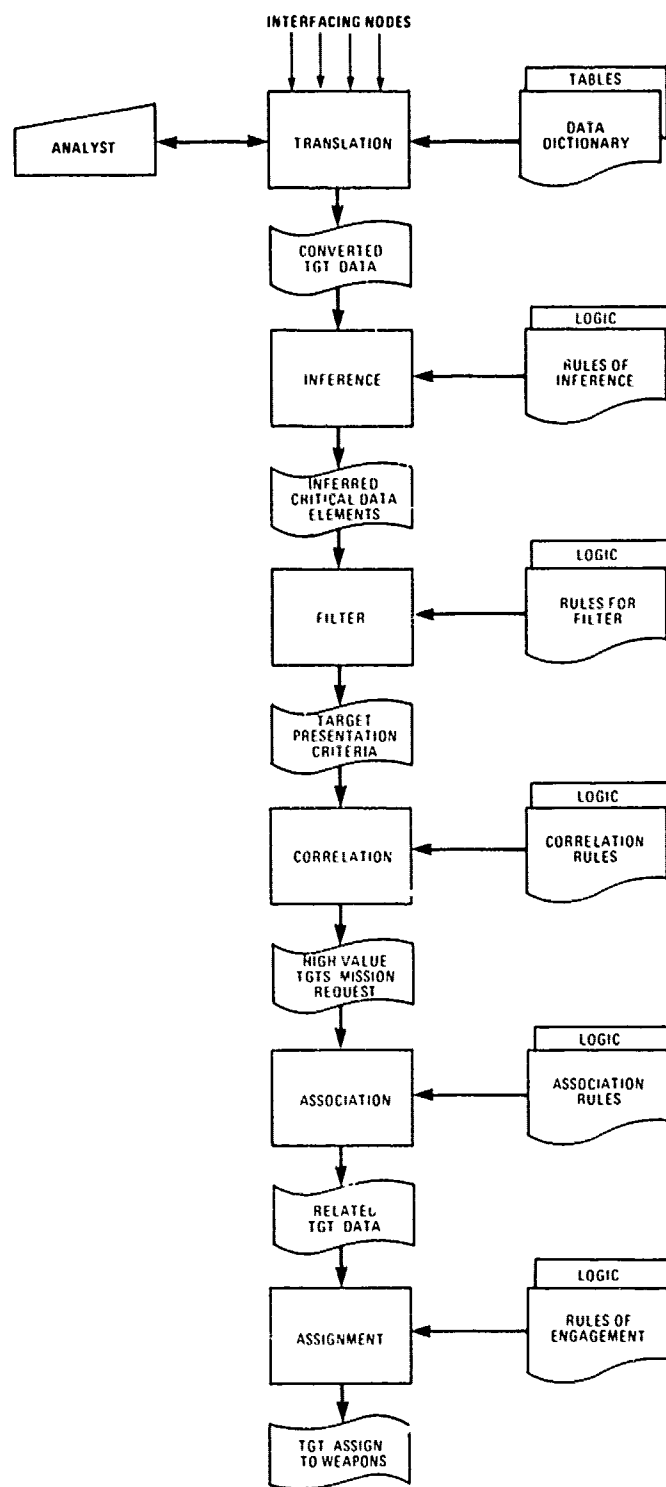 INTERFACING NODES
TABLES
ANALYST
TRANSLATION
DATA
DICTIONARY
CONVERTED
TGT DATA
LOGIC
INFERENCE
RULES OF
INFERENCE
INFERRED
CRITICAL DATA
ELEMENTS
LOGIC
FILTER
RULES FOR
FILTER
TARGET
PRESENTATION
CRITERIA
LOGIC
CORRELATION
CORRELATION
RULES
HIGH VALUE
TGTS MISSION
REQUEST
LOGIC
ASSOCIATION
ASSOCIATION
RULES
RELATED
TGT DATA
LOGIC
ASSIGNMENT
RULES OF
ENGAGEMENT
TGT ASSIGN
TO WEAPONS